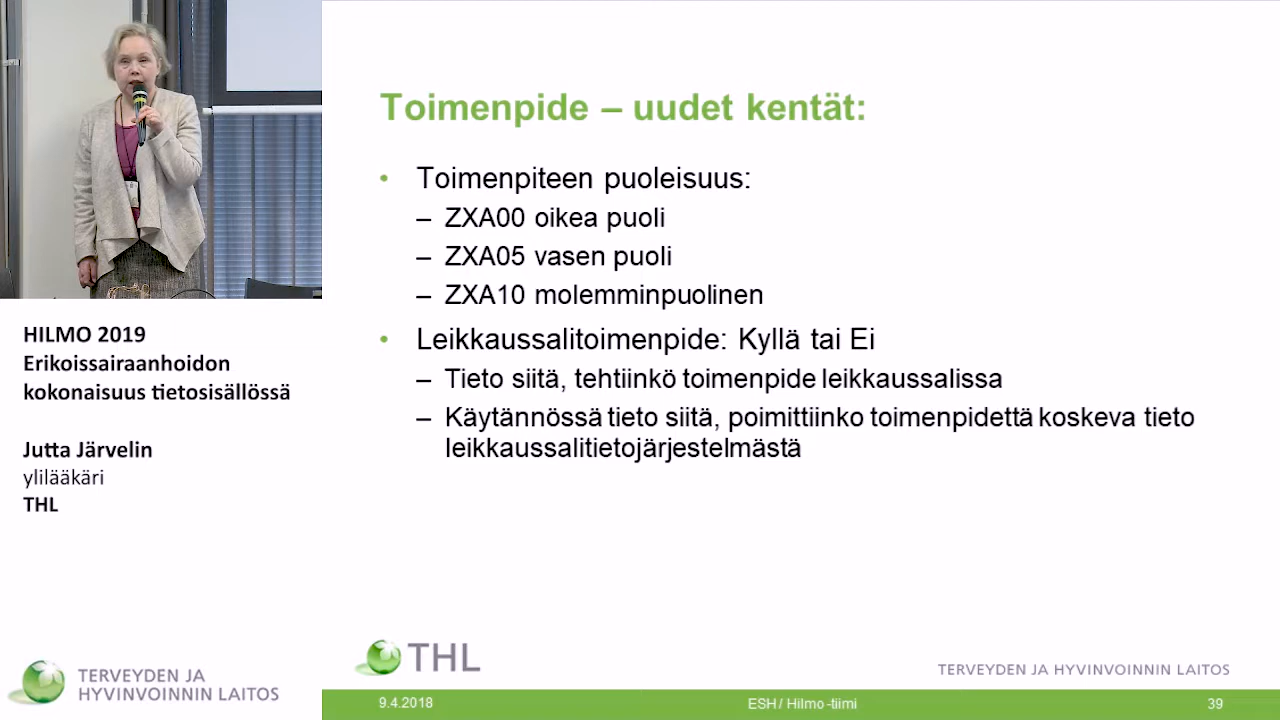 HILMO 2019
Erikoissairaanhoidon
kokonaisuus tietosisällössä
Jutta Järvelin
ylilääkäri
THL
TERVEYDEN JA
HYVINVOINNIN LAITOS
Toimenpide – uudet kentät:
• Toimenpiteen puoleisuus:
– ZXA00 oikea puoli
– ZXA05 vasen puoli
– ZXA10 molemminpuolinen
• Leikkaussalitoimenpide: Kyllä tai Ei
– Tieto siitä, tehtiinkö toimenpide leikkaussalissa
– Käytännössä tieto siitä, poimittiinko toimenpidettä koskeva tieto
leikkaussalitietojärjestelmästä
THL
TERVEYDEN JA HYVINVOINNIN LAITOS
9.4.2018
ESH / Hilmo -tiimi
39